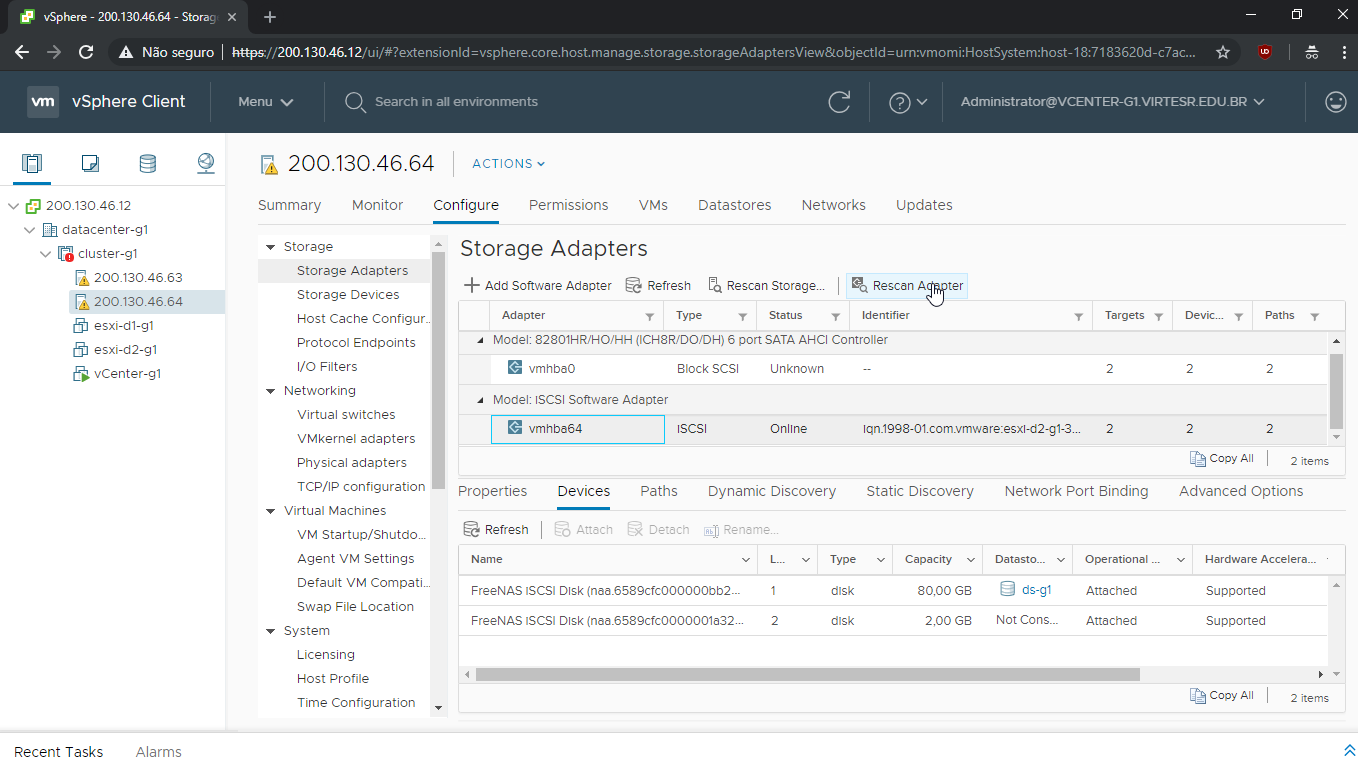 vSphere - 200.130.46.64 - Storag
Não seguro
https://200.130.46.12/ui/#?extensionId=vsphere.core.host.manage.storage.storageAdaptersView&objectId=urn:vmomi:HostSystem:host-18:7183620d-c7ac...
vm vSphere Client Menu Search in all environments Administrator@VCENTER-G1.VIRTESR.EDU.BR
200.130.46.12
datacenter-g1
cluster-g1
200.130.46.63
200.130.46.64
esxi-d1-g1
esxi-d2-g1
vCenter-g1
200.130.46.64 ACTIONS
Summary Monitor Configure Permissions VMs Datastores Networks Updates
Storage
Storage Adapters
Storage Devices
Host Cache Configur..
Protocol Endpoints
I/O Filters
Networking
Virtual switches
VMkernel adapters
Physical adapters
TCP/IP configuration
Virtual Machines
VM Startup/Shutdo...
Agent VM Settings
Default VM Compati...
Swap File Location
System
Licensing
Host Profile
Time Configuration
Storage Adapters
Add Software Adapter Refresh Rescan Storage... Rescan Adapter
Adapter Type Status Identifier Targets Devic... Paths
Model: 82801HR/HO/HH (ICH8R/DO/DH) 6 port SATA AHCI Controller
vmhba0 Block SCSI Unknown -- 2 2 2
Model: iSCSI Software Adapter
vmhba64 iSCSI Online iqn.1998-01.com.vmware:esxi-d2-g1-3... 2 2 2
Copy All 2 items
Properties Devices Paths Dynamic Discovery Static Discovery Network Port Binding Advanced Options
Refresh Attach Detach Rename...
Name L... Type Capacity Datasto... Operational ... Hardware Accelera...
FreeNAS iSCSI Disk (naa.6589cfc000000bb2... 1 disk 80,00 GB ds-g1 Attached Supported
FreeNAS iSCSI Disk (naa.6589cfc0000001a32... 2 disk 2,00 GB Not Cons... Attached Supported
Copy All 2 items
Recent Tasks Alarms